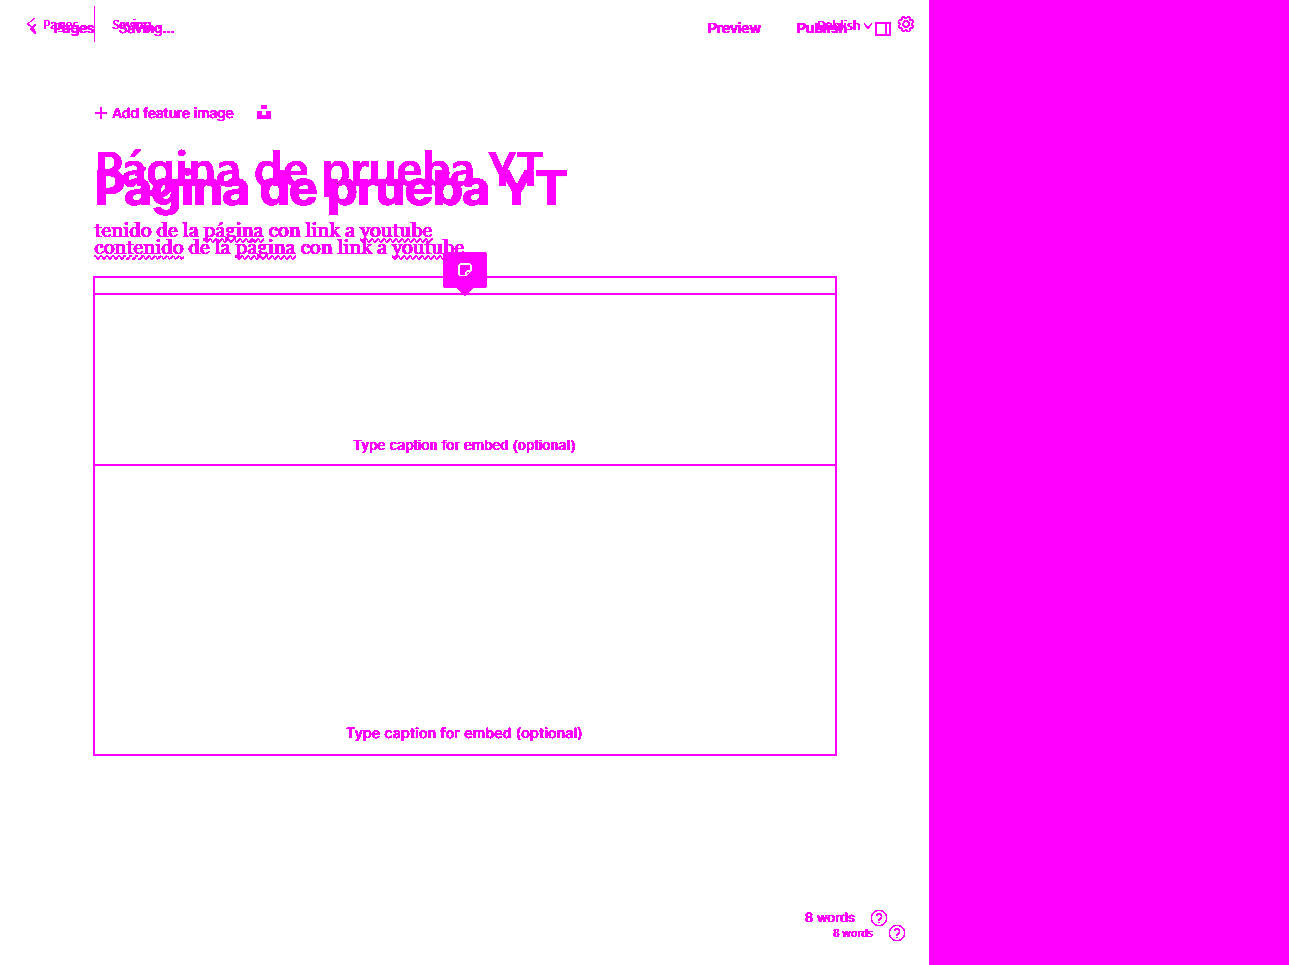 Pages Saving Publish
Pages Saving... Preview Publish
+ Add feature image
Página de prueba YT
Página de prueba YT
tenido de la página con link a youtube
contenido de la página con link a youtube
Type caption for embed (optional)
Type caption for embed (optional)
8 words
8 words